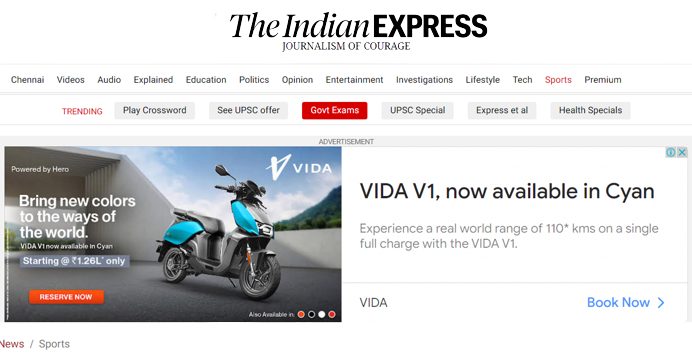 The Indian EXPRESS
JOURNALISM OF COURAGE
Chennai Videos Audio Explained Education Politics Opinion Entertainment Investigations Lifestyle Tech Sports Premium
TRENDING Play Crossword See UPSC offer Govt Exams UPSC Special Express et al Health Specials
ADVERTISEMENT
Powered by Hero
VIDA
Bring new colors
to the ways of
the world.
VIDA V1 now available in Cyan
Starting @ ₹1.26L* only
RESERVE NOW
Also Available in:
VIDA V1, now available in Cyan
Experience a real world range of 110* kms on a single
full charge with the VIDA V1.
VIDA Book Now
News / Sports